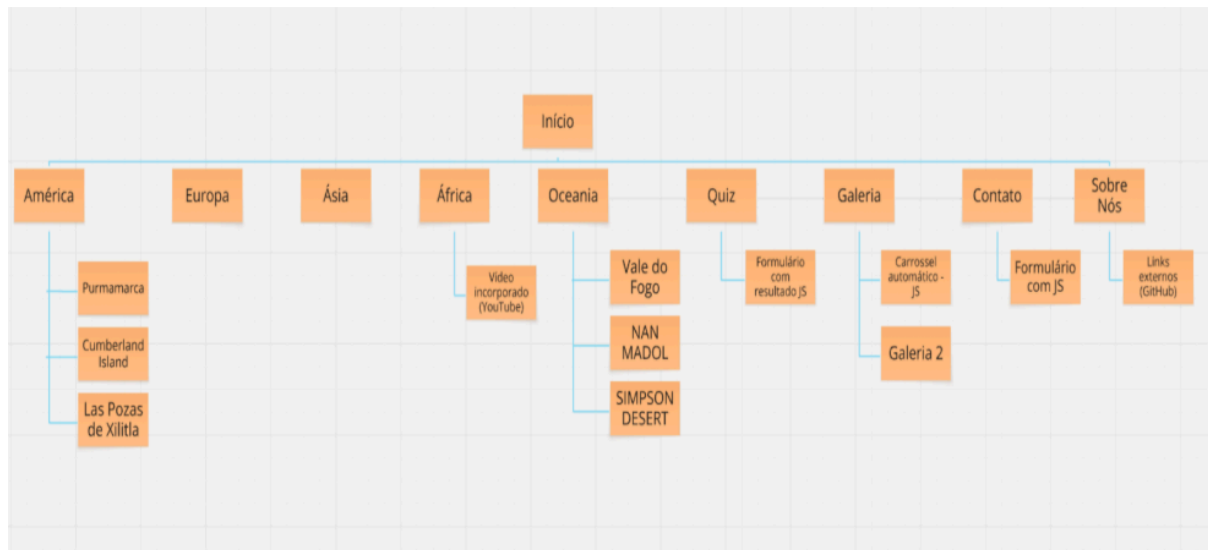 Início
América
Europa
Ásia
África
Oceania
Quiz
Galeria
Contato
Sobre
Nós
Purmamarca
Cumberland
Island
Las Pozas
de Xilitla
Video
incorporado
(YouTube)
Vale do
Fogo
NAN
MADOL
SIMPSON
DESERT
Formulário
com
resultado JS
Carrossel
automático -
JS
Galeria 2
Formulário
com JS
Links
externos
(GitHub)